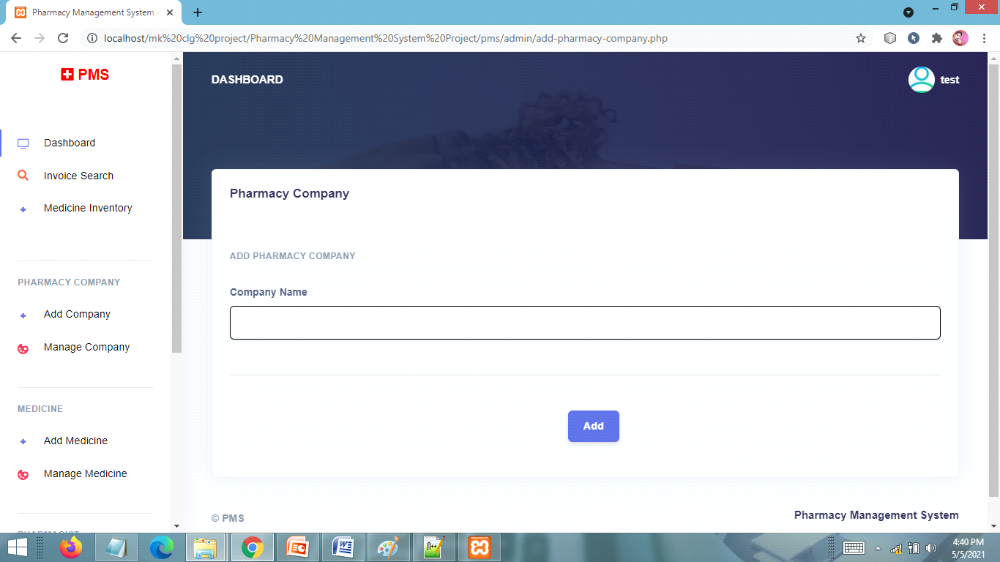 Pharmacy Management System
localhost/mk%20clg%20project/Pharmacy%20Management%20System%20Project/pms/admin/add-pharmacy-company.php
PMS
DASHBOARD
test
Dashboard
Invoice Search
Medicine Inventory
PHARMACY COMPANY
Add Company
Manage Company
MEDICINE
Add Medicine
Manage Medicine
PHARMACIST
Pharmacy Company
ADD PHARMACY COMPANY
Company Name
Add
© PMS
Pharmacy Management System
4:40 PM
5/5/2021